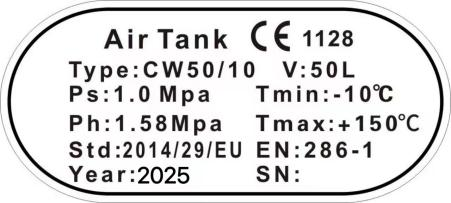 Air Tank CE 1128
Type:CW50/10 V:50L
Ps:1.0 Mpa Tmin:-10℃
Ph:1.58Mpa Tmax:+150℃
Std:2014/29/EU EN:286-1
Year:2025 SN: